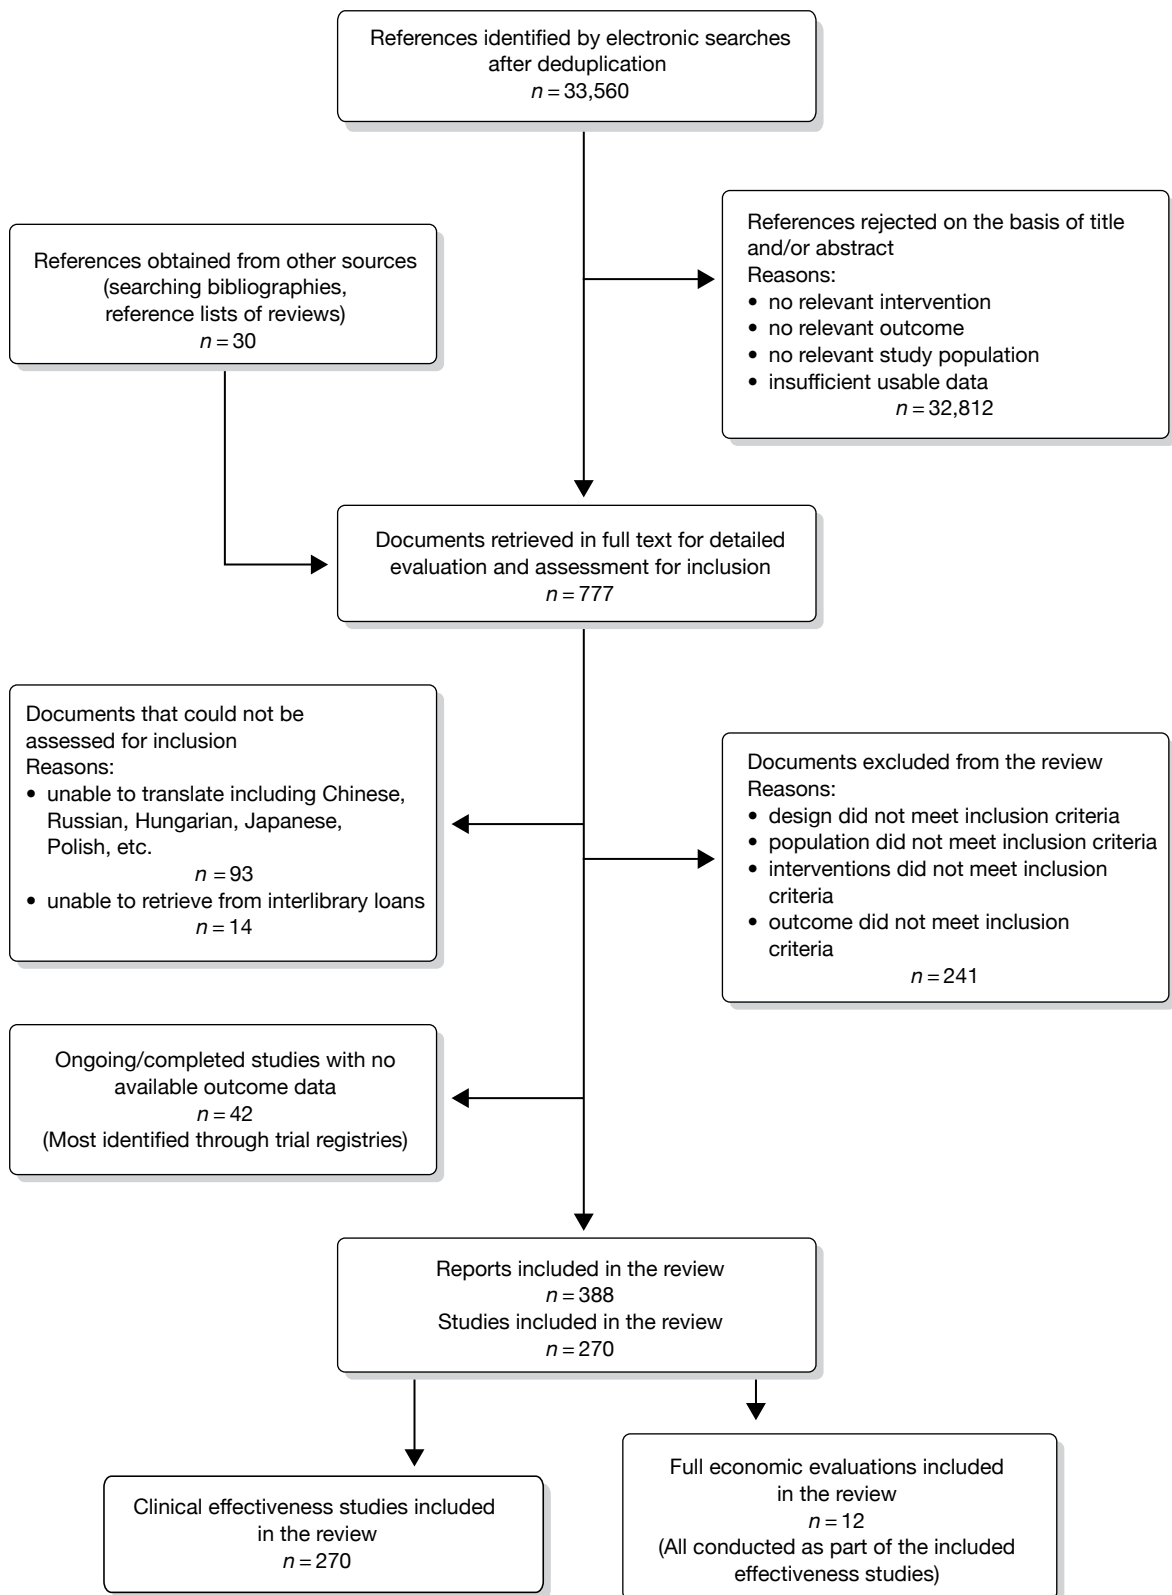 References identified by electronic searches
after deduplication
n = 33,560
References rejected on the basis of title
and/or abstract
Reasons:
• no relevant intervention
• no relevant outcome
• no relevant study population
• insufficient usable data
n = 32,812
References obtained from other sources
(searching bibliographies,
reference lists of reviews)
n = 30
Documents retrieved in full text for detailed
evaluation and assessment for inclusion
n = 777
Documents that could not be
assessed for inclusion
Reasons:
• unable to translate including Chinese,
Russian, Hungarian, Japanese,
Polish, etc.
n = 93
• unable to retrieve from interlibrary loans
n = 14
Documents excluded from the review
Reasons:
• design did not meet inclusion criteria
• population did not meet inclusion criteria
• interventions did not meet inclusion
criteria
• outcome did not meet inclusion
criteria
n = 241
Ongoing/completed studies with no
available outcome data
n = 42
(Most identified through trial registries)
Reports included in the review
n = 388
Studies included in the review
n = 270
Clinical effectiveness studies included
in the review
n = 270
Full economic evaluations included
in the review
n = 12
(All conducted as part of the included
effectiveness studies)